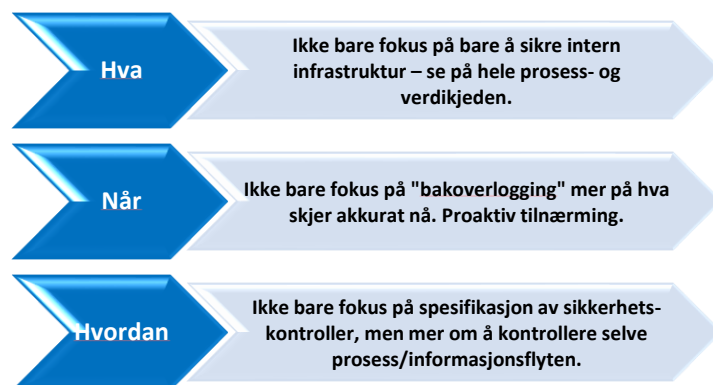 Hva
Ikke bare fokus på bare å sikre intern
infrastruktur – se på hele prosess- og
verdikjeden.
Når
Ikke bare fokus på "bakoverlogging" mer på hva
skjer akkurat nå. Proaktiv tilnærming.
Hvordan
Ikke bare fokus på spesifikasjon av sikkerhets-
kontroller, men mer om å kontrollere selve
prosess/informasjonsflyten.